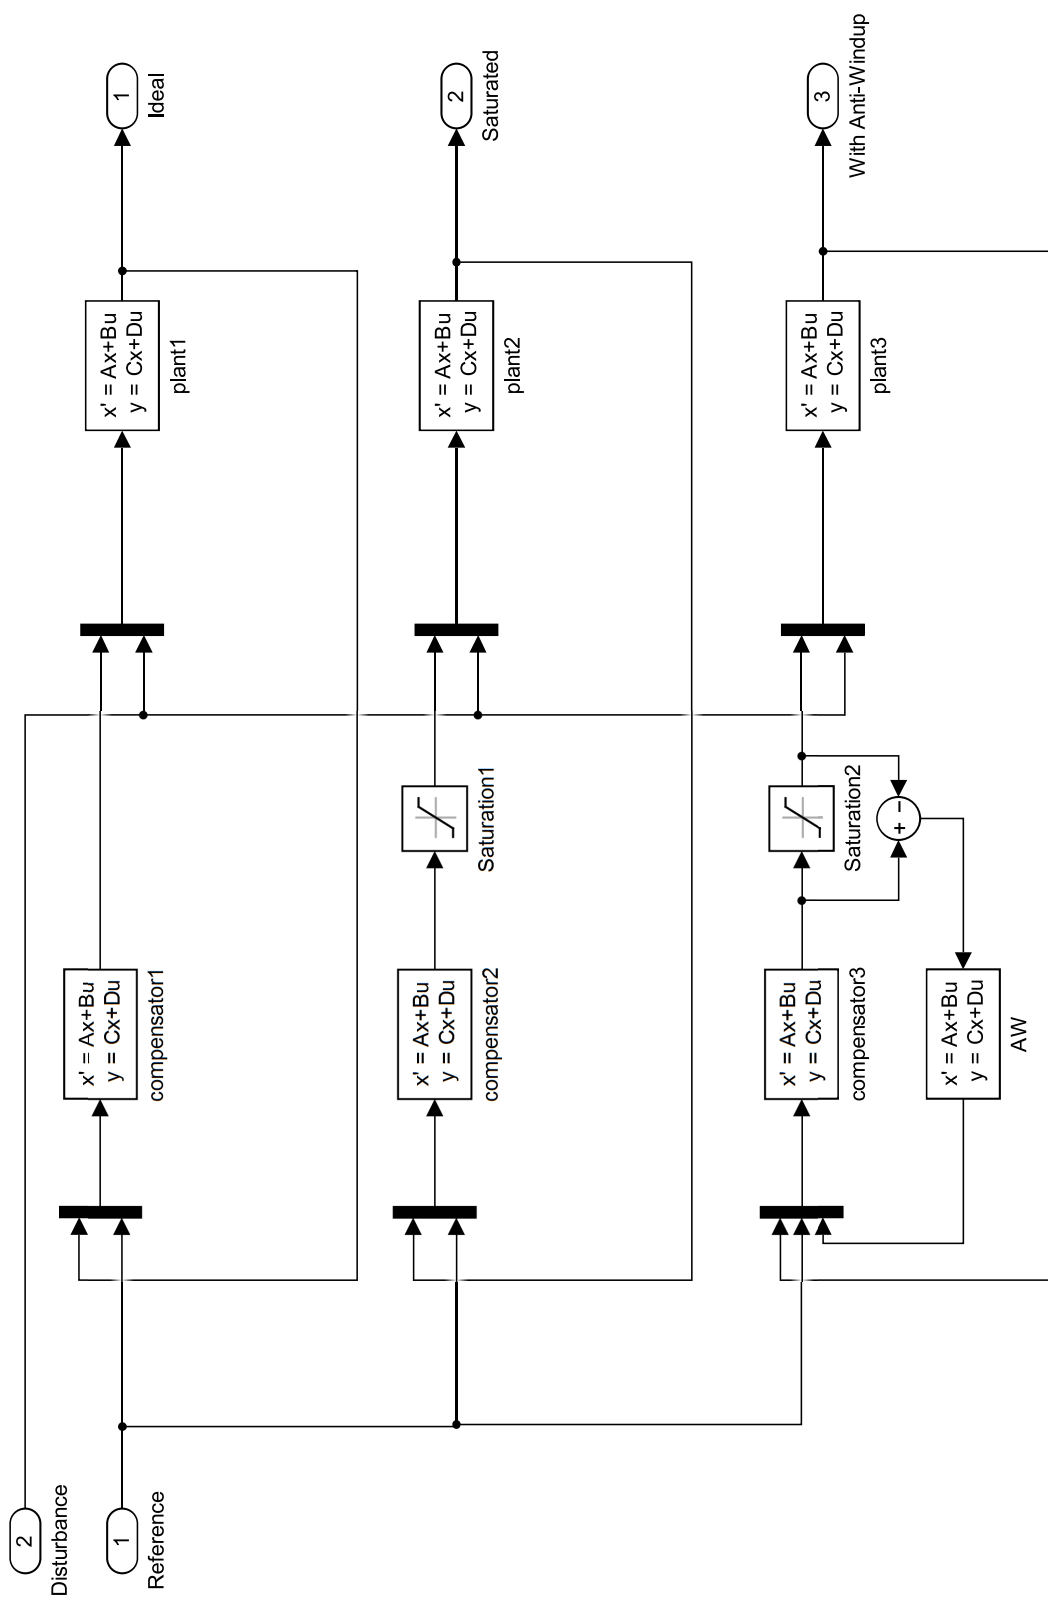 2
Disturbance
1
Reference
x' = Ax+Bu
y = Cx+Du
compensator1
x' = Ax+Bu
y = Cx+Du
plant1
1
Ideal
x' = Ax+Bu
y = Cx+Du
compensator2
Saturation1
x' = Ax+Bu
y = Cx+Du
plant2
2
Saturated
x' = Ax+Bu
y = Cx+Du
compensator3
Saturation2
+ −
x' = Ax+Bu
y = Cx+Du
AW
x' = Ax+Bu
y = Cx+Du
plant3
3
With Anti-Windup